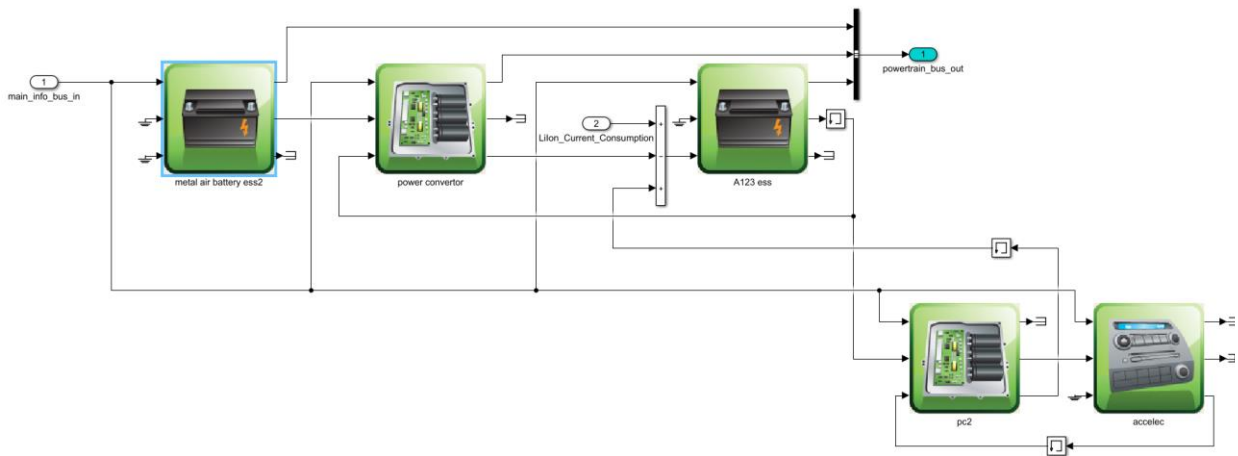 1
main_info_bus_in
metal air battery ess2
power convertor
2
LiIon_Current_Consumption
+
-
+
A123 ess
1
powertrain_bus_out
pc2
accelec